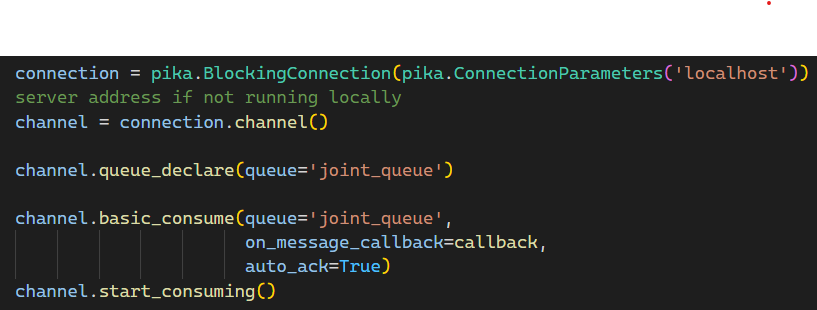 connection = pika.BlockingConnection(pika.ConnectionParameters('localhost'))
server address if not running locally
channel = connection.channel()
channel.queue_declare(queue='joint_queue')
channel.basic_consume(queue='joint_queue',
on_message_callback=callback,
auto_ack=True)
channel.start_consuming()